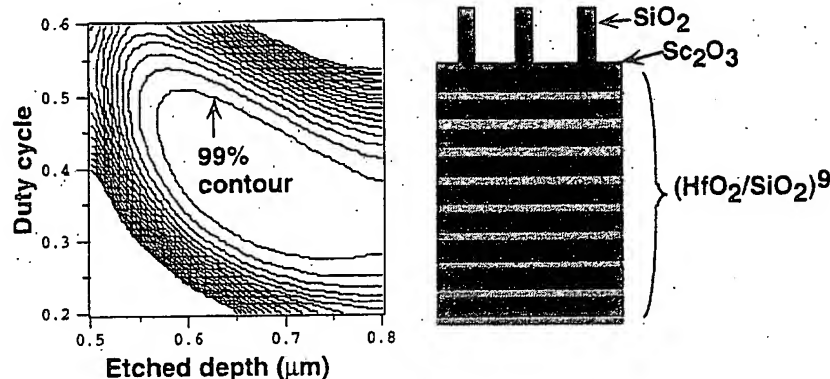 0.6
0.5
0.4
0.3
0.2
Duty cycle
99%
contour
0.5
0.6
0.7
0.8
Etched depth (μm)
SiO₂
Sc₂O₃
(HfO₂/SiO₂)⁹